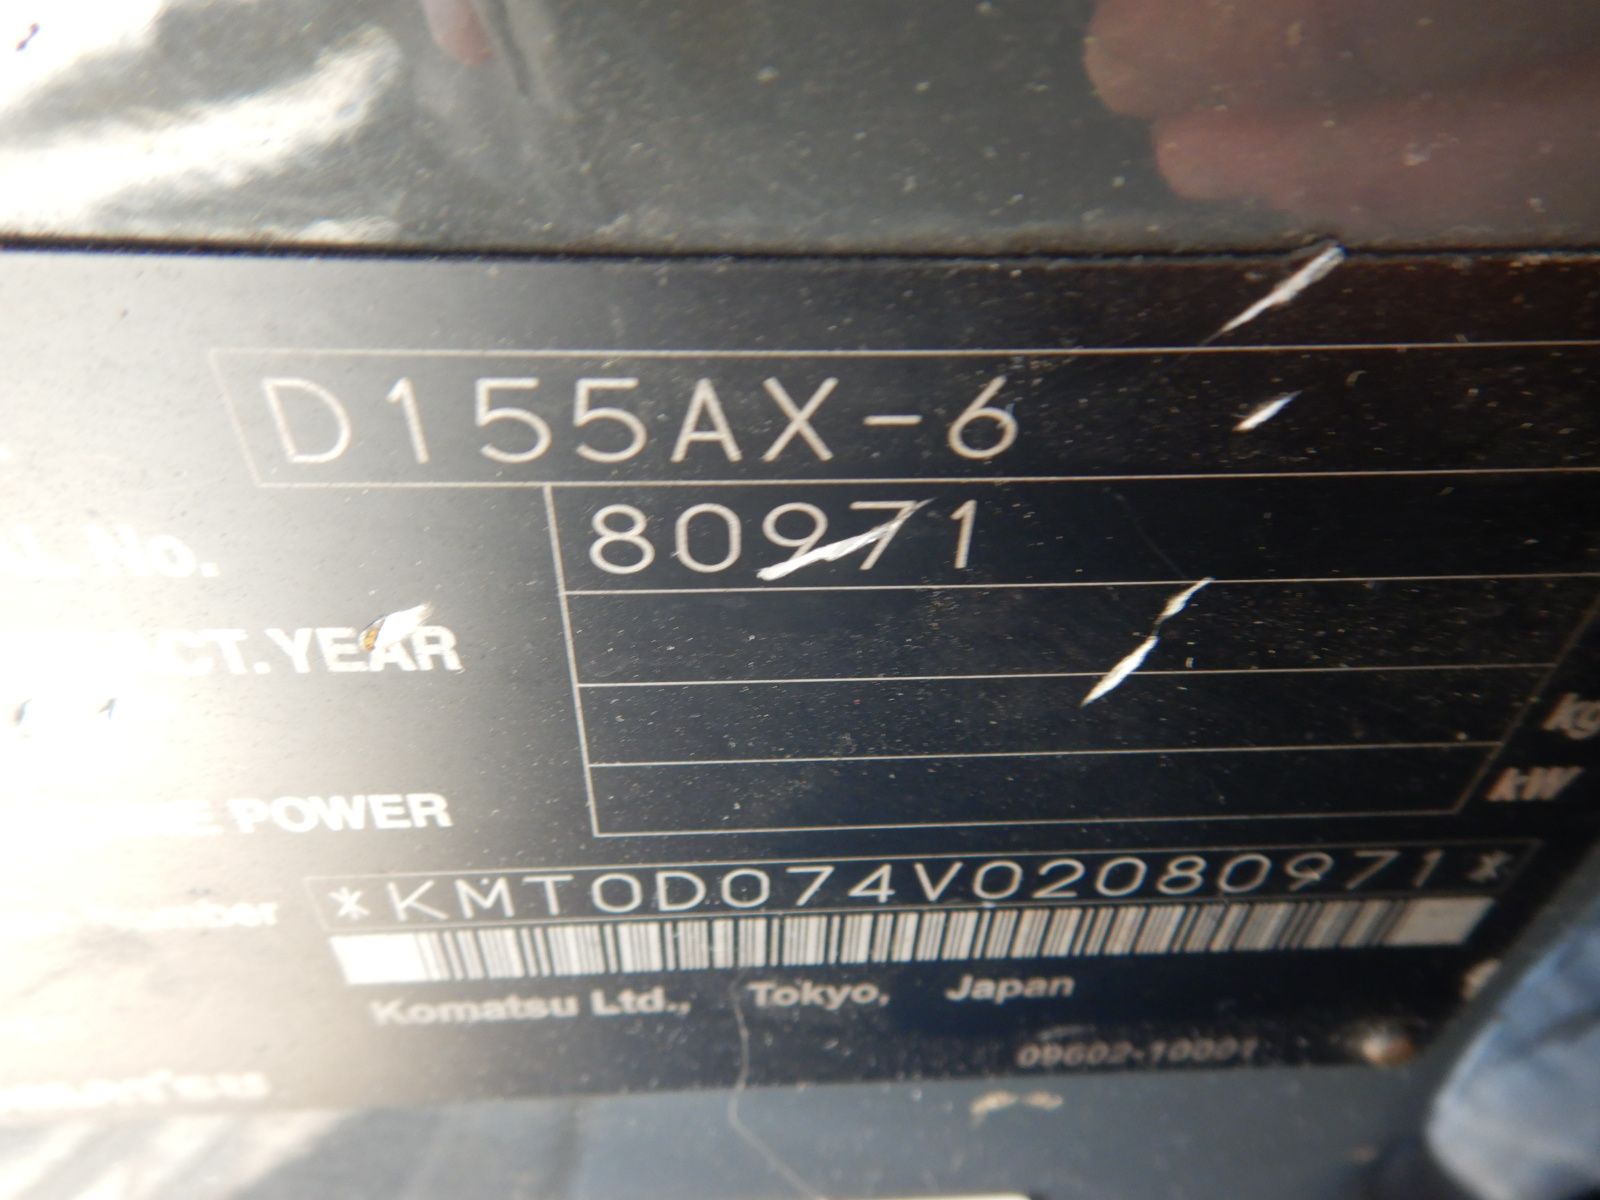 D155AX-6
80971
No.
CT. YEAR
kg
POWER
kW
*KMT0D074V02080971*
Komatsu Ltd., Tokyo, Japan
09602-10001